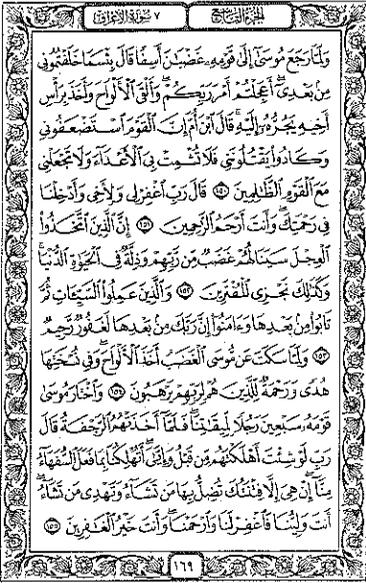 الجزء التاسع
٧ سورة الأعراف
وَلَمَّا رَجَعَ مُوسَىٰٓ إِلَىٰ قَوْمِهِۦ غَضْبَٰنَ أَسِفًا قَالَ بِئْسَمَا خَلَفْتُمُونِى
مِنۢ بَعْدِىٓ أَعَجِلْتُمْ أَمْرَ رَبِّكُمْ وَأَلْقَى ٱلْأَلْوَاحَ وَأَخَذَ بِرَأْسِ
أَخِيهِ يَجُرُّهُۥٓ إِلَيْهِ قَالَ ٱبْنَ أُمَّ إِنَّ ٱلْقَوْمَ ٱسْتَضْعَفُونِى
وَكَادُوا۟ يَقْتُلُونَنِى فَلَا تُشْمِتْ بِىَ ٱلْأَعْدَآءَ وَلَا تَجْعَلْنِى
مَعَ ٱلْقَوْمِ ٱلظَّٰلِمِينَ ١٥٠ قَالَ رَبِّ ٱغْفِرْ لِى وَلِأَخِى وَأَدْخِلْنَا
فِى رَحْمَتِكَ وَأَنتَ أَرْحَمُ ٱلرَّٰحِمِينَ ١٥١ إِنَّ ٱلَّذِينَ ٱتَّخَذُوا۟
ٱلْعِجْلَ سَيَنَالُهُمْ غَضَبٌ مِّن رَّبِّهِمْ وَذِلَّةٌ فِى ٱلْحَيَوٰةِ ٱلدُّنْيَا
وَكَذَٰلِكَ نَجْزِى ٱلْمُفْتَرِينَ ١٥٢ وَٱلَّذِينَ عَمِلُوا۟ ٱلسَّيِّـَٔاتِ ثُمَّ
تَابُوا۟ مِنۢ بَعْدِهَا وَءَامَنُوٓا۟ إِنَّ رَبَّكَ مِنۢ بَعْدِهَا لَغَفُورٌ رَّحِيمٌ
١٥٣ وَلَمَّا سَكَتَ عَن مُّوسَى ٱلْغَضَبُ أَخَذَ ٱلْأَلْوَاحَ وَفِى نُسْخَتِهَا
هُدًى وَرَحْمَةٌ لِّلَّذِينَ هُمْ لِرَبِّهِمْ يَرْهَبُونَ ١٥٤ وَٱخْتَارَ مُوسَىٰ
قَوْمَهُۥ سَبْعِينَ رَجُلًا لِّمِيقَٰتِنَا فَلَمَّآ أَخَذَتْهُمُ ٱلرَّجْفَةُ قَالَ
رَبِّ لَوْ شِئْتَ أَهْلَكْتَهُم مِّن قَبْلُ وَإِيَّٰىَ أَتُهْلِكُنَا بِمَا فَعَلَ ٱلسُّفَهَآءُ
مِنَّآ إِنْ هِىَ إِلَّا فِتْنَتُكَ تُضِلُّ بِهَا مَن تَشَآءُ وَتَهْدِى مَن تَشَآءُ
أَنتَ وَلِيُّنَا فَٱغْفِرْ لَنَا وَٱرْحَمْنَا وَأَنتَ خَيْرُ ٱلْغَٰفِرِينَ ١٥٥
١٦٩